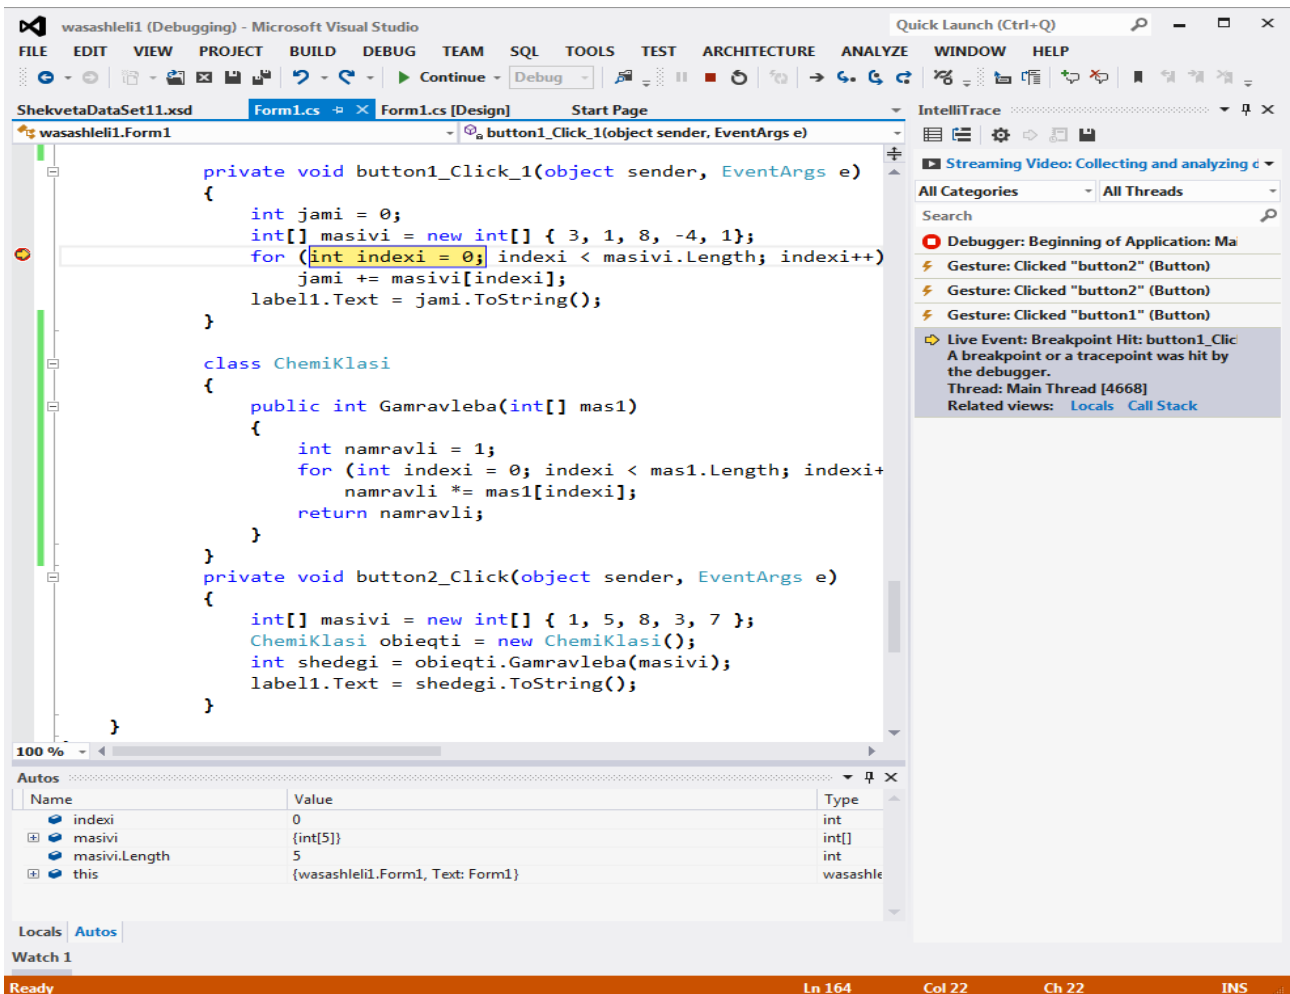 wasashleli1 (Debugging) - Microsoft Visual Studio
Quick Launch (Ctrl+Q)
FILE EDIT VIEW PROJECT BUILD DEBUG TEAM SQL TOOLS TEST ARCHITECTURE ANALYZE WINDOW HELP
Continue Debug
ShekvetaDataSet11.xsd Form1.cs Form1.cs [Design] Start Page
wasashleli1.Form1 button1_Click_1(object sender, EventArgs e)
private void button1_Click_1(object sender, EventArgs e)
{
int jami = 0;
int[] masivi = new int[] { 3, 1, 8, -4, 1};
for (int indexi = 0; indexi < masivi.Length; indexi++)
jami += masivi[indexi];
label1.Text = jami.ToString();
}
class ChemiKlasi
{
public int Gamravleba(int[] mas1)
{
int namravli = 1;
for (int indexi = 0; indexi < mas1.Length; indexi+
namravli *= mas1[indexi];
return namravli;
}
}
private void button2_Click(object sender, EventArgs e)
{
int[] masivi = new int[] { 1, 5, 8, 3, 7 };
ChemiKlasi obieqti = new ChemiKlasi();
int shedegi = obieqti.Gamravleba(masivi);
label1.Text = shedegi.ToString();
}
}
100 %
IntelliTrace
Streaming Video: Collecting and analyzing d
All Categories All Threads
Search
Debugger: Beginning of Application: Mai
Gesture: Clicked "button2" (Button)
Gesture: Clicked "button2" (Button)
Gesture: Clicked "button1" (Button)
Live Event: Breakpoint Hit: button1_Clic
A breakpoint or a tracepoint was hit by
the debugger.
Thread: Main Thread [4668]
Related views: Locals Call Stack
Autos
Name Value Type
indexi 0 int
masivi {int[5]} int[]
masivi.Length 5 int
this {wasashleli1.Form1, Text: Form1} wasashle
Locals Autos
Watch 1
Ready Ln 164 Col 22 Ch 22 INS